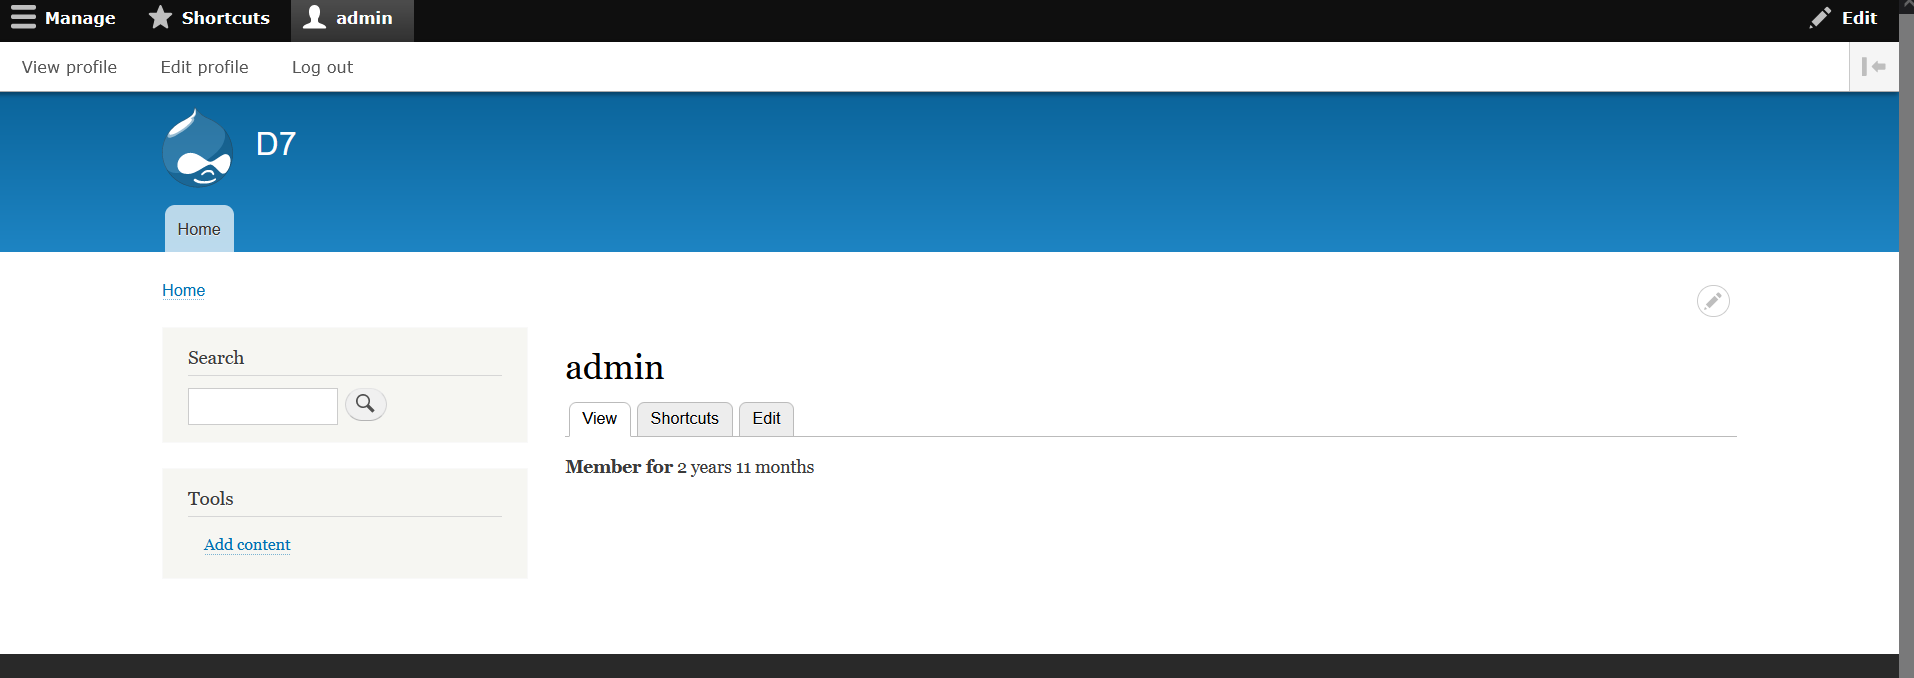 Manage Shortcuts admin Edit
View profile Edit profile Log out
D7
Home
Home
Search
admin
View Shortcuts Edit
Member for 2 years 11 months
Tools
Add content